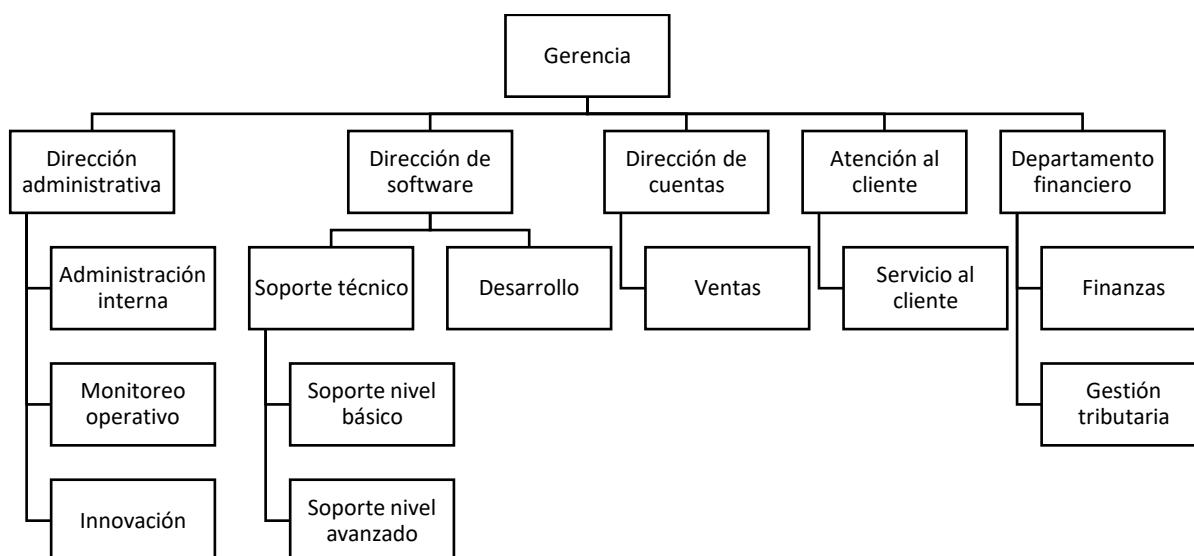 Gerencia
Dirección
administrativa
Dirección de
software
Dirección de
cuentas
Atención al
cliente
Departamento
financiero
Administración
interna
Soporte técnico
Desarrollo
Ventas
Servicio al
cliente
Finanzas
Monitoreo
operativo
Soporte nivel
básico
Gestión
tributaria
Innovación
Soporte nivel
avanzado